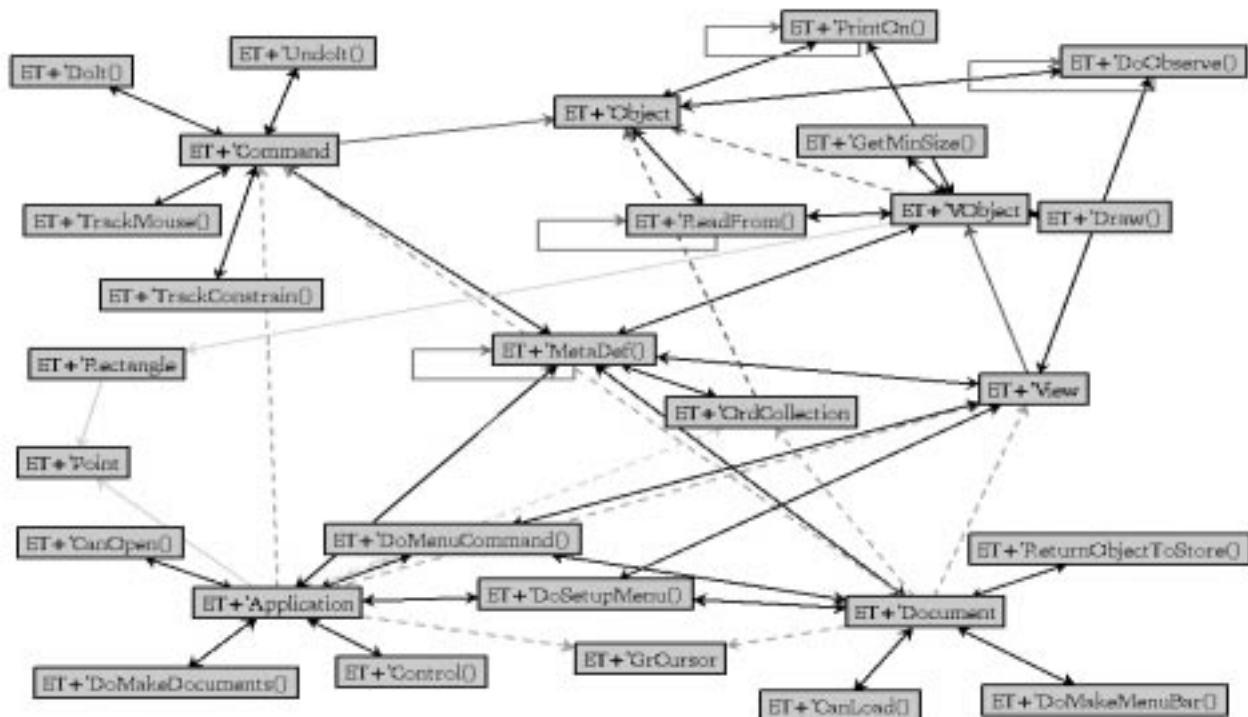 ET+'PrintOn()
ET+'UndoIt()
ET+'DoIt()
ET+'DoObserve()
ET+'Object
ET+'Command
ET+'GetMinSize()
ET+'TrackMouse()
ET+'ReadFrom()
ET+'VObject
ET+'Draw()
ET+'TrackConstrain()
ET+'Rectangle
ET+'MetaDef()
ET+'View
ET+'OrdCollection
ET+'Point
ET+'CanOpen()
ET+'DoMenuCommand()
ET+'ReturnObjectToStore()
ET+'Application
ET+'DoSetupMenu()
ET+'Document
ET+'DoMakeDocuments()
ET+'Control()
ET+'GrCursor
ET+'CanLoad()
ET+'DoMakeMenuBar()